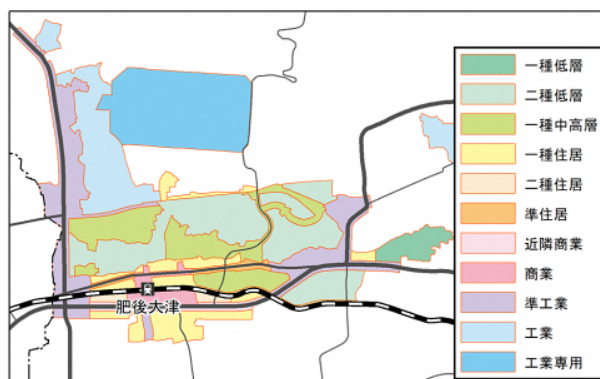 肥後大津
一種低層
二種低層
一種中高層
一種住居
二種住居
準住居
近隣商業
商業
準工業
工業
工業専用